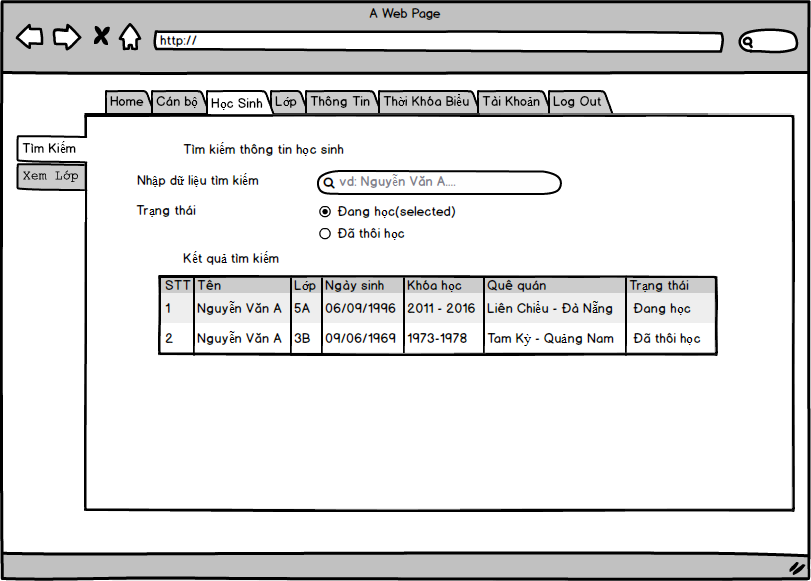 A Web Page
http://
Home Cán bộ Học Sinh Lớp Thông Tin Thời Khóa Biểu Tài Khoản Log Out
Tìm Kiếm
Xem Lớp
Tìm kiếm thông tin học sinh
Nhập dữ liệu tìm kiếm vd: Nguyễn Văn A....
Trạng thái Đang học(selected)
Đã thôi học
Kết quả tìm kiếm
STT Tên Lớp Ngày sinh Khóa học Quê quán Trạng thái
1 Nguyễn Văn A 5A 06/09/1996 2011 - 2016 Liên Chiểu - Đà Nẵng Đang học
2 Nguyễn Văn A 3B 09/06/1969 1973-1978 Tam Kỳ - Quảng Nam Đã thôi học